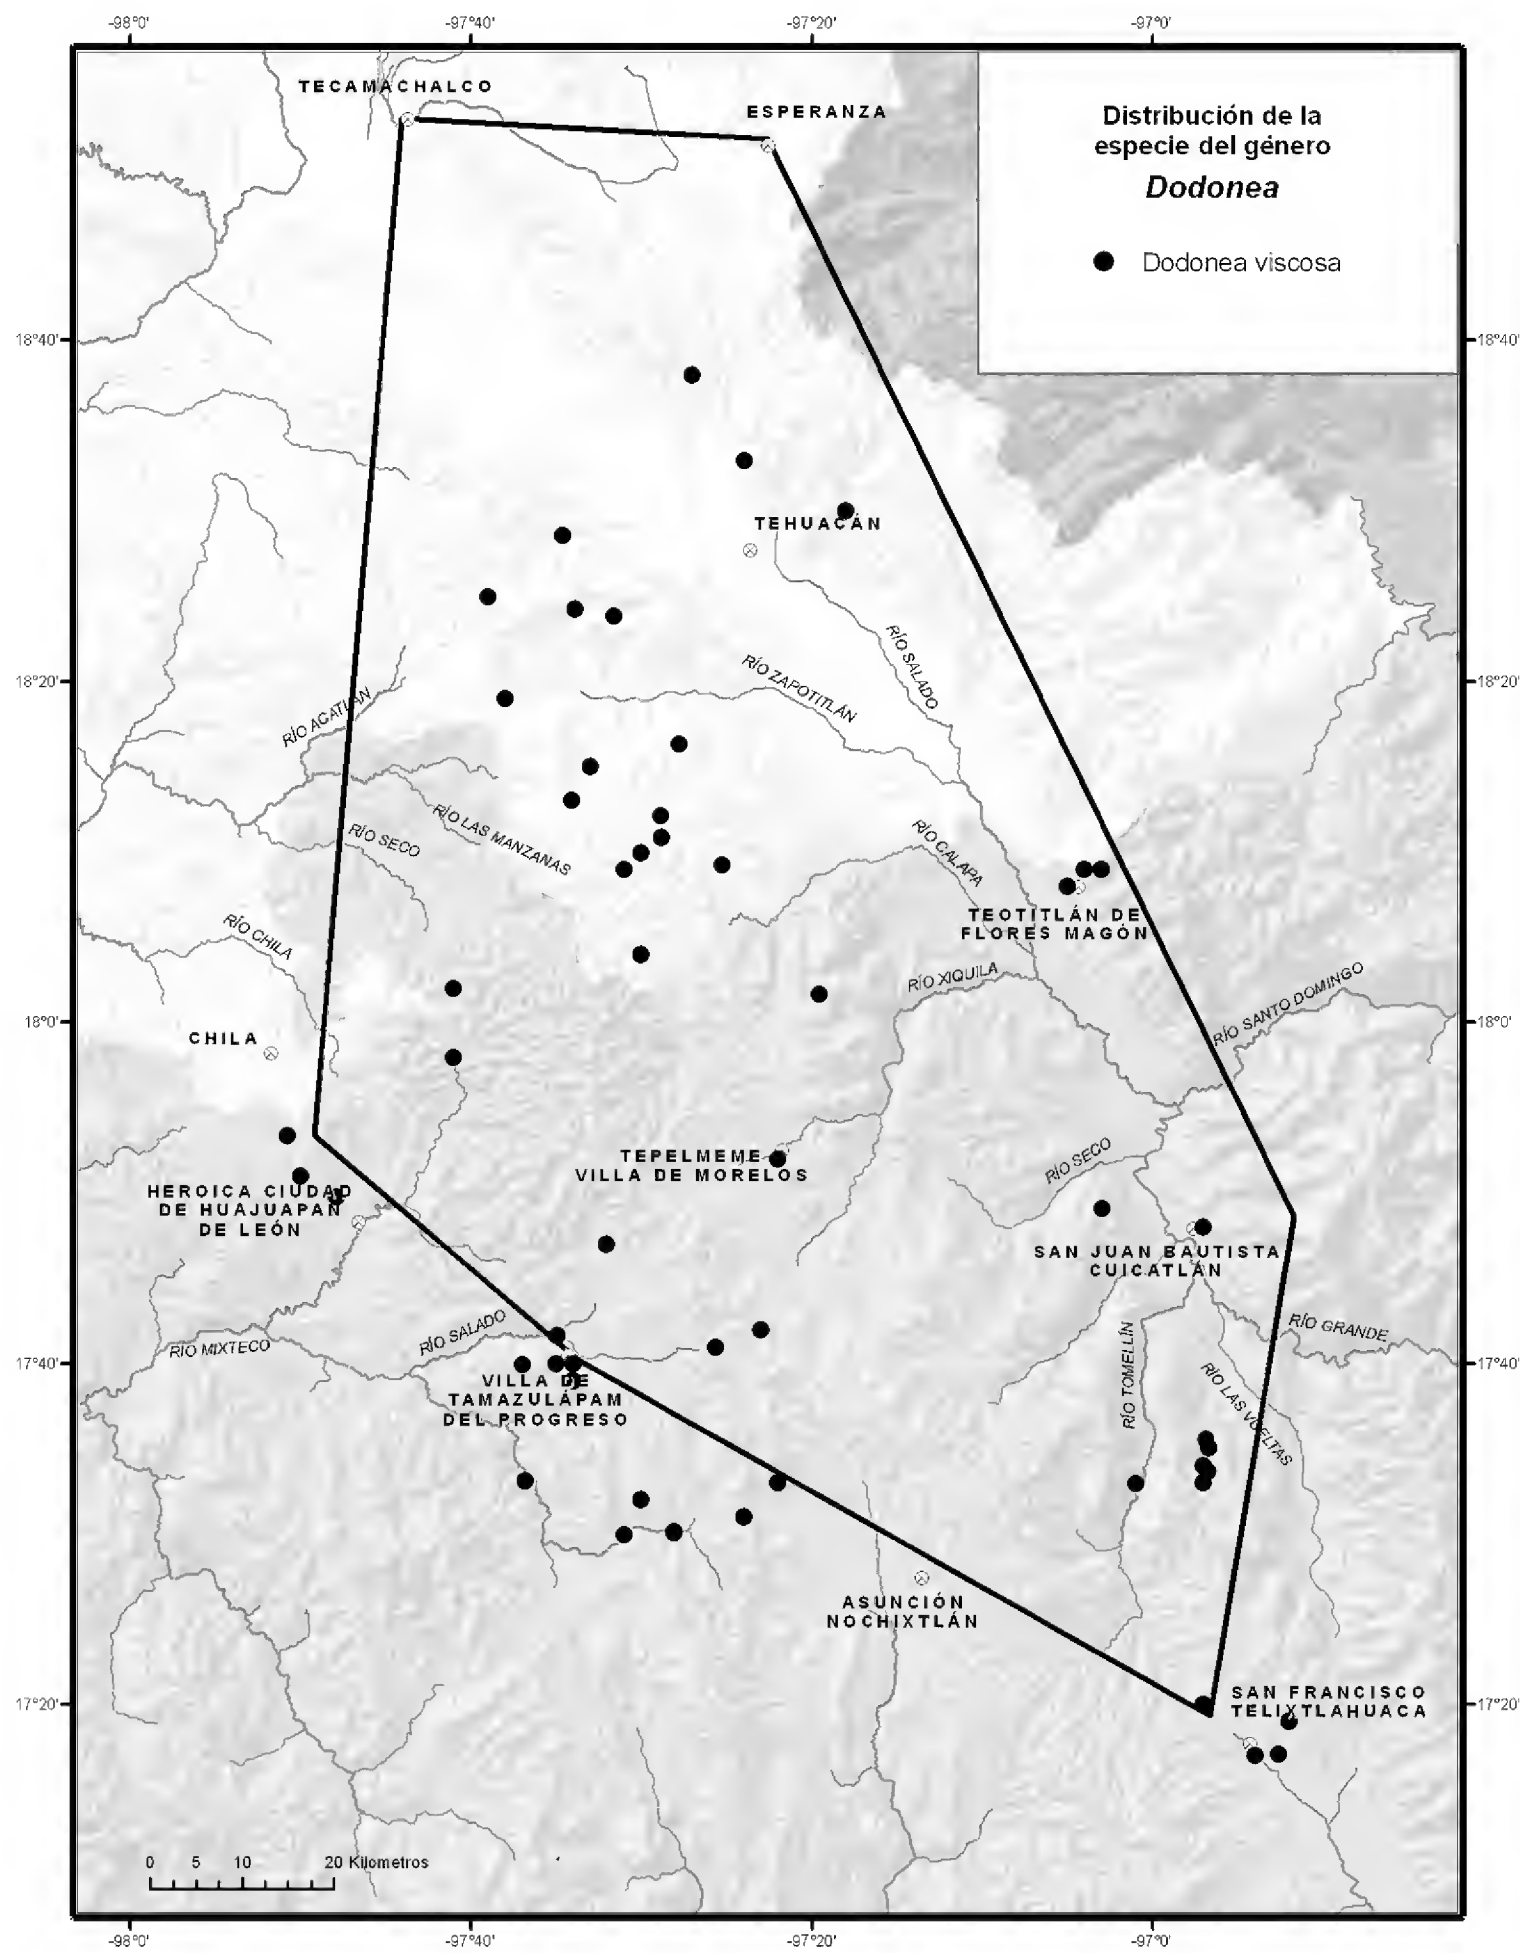 -98°0'
-97°40'
-97°20'
-97°0'
TECAMACHALCO
ESPERANZA
Distribución de la
especie del género
Dodonea
Dodonea viscosa
18°40'
18°40'
TEHUACÁN
RÍO SALADO
RÍO ZAPOTITLÁN
18°20'
18°20'
RÍO ACATLÁN
RÍO LAS MANZANAS
RÍO SECO
RÍO CALAPA
TEOTITLÁN DE
FLORES MAGÓN
RÍO CHILA
RÍO XIQUILA
RÍO SANTO DOMINGO
18°0'
18°0'
CHILA
TEPELMEME
VILLA DE MORELOS
RÍO SECO
HEROICA CIUDAD
DE HUAJUAPAN
DE LEÓN
SAN JUAN BAUTISTA
CUICATLÁN
RÍO SALADO
RÍO MIXTECO
RÍO GRANDE
RÍO TOMELLÍN
RÍO LAS VUELTAS
17°40'
17°40'
VILLA DE
TAMAZULÁPAM
DEL PROGRESO
ASUNCIÓN
NOCHIXTLÁN
17°20'
17°20'
SAN FRANCISCO
TELIXTLAHUACA
0 5 10 20 Kilometros
-98°0'
-97°40'
-97°20'
-97°0'